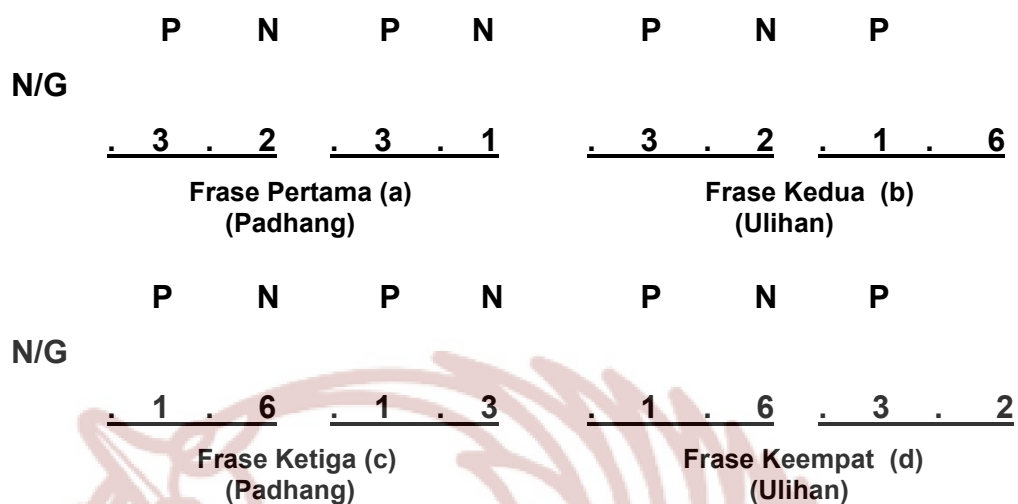 P N P N P N P
N/G
. 3 . 2 . 3 . 1 . 3 . 2 . 1 . 6
Frase Pertama (a) Frase Kedua (b)
(Padhang) (Ulihan)
P N P N P N P
N/G
. 1 . 6 . 1 . 3 . 1 . 6 . 3 . 2
Frase Ketiga (c) Frase Keempat (d)
(Padhang) (Ulihan)